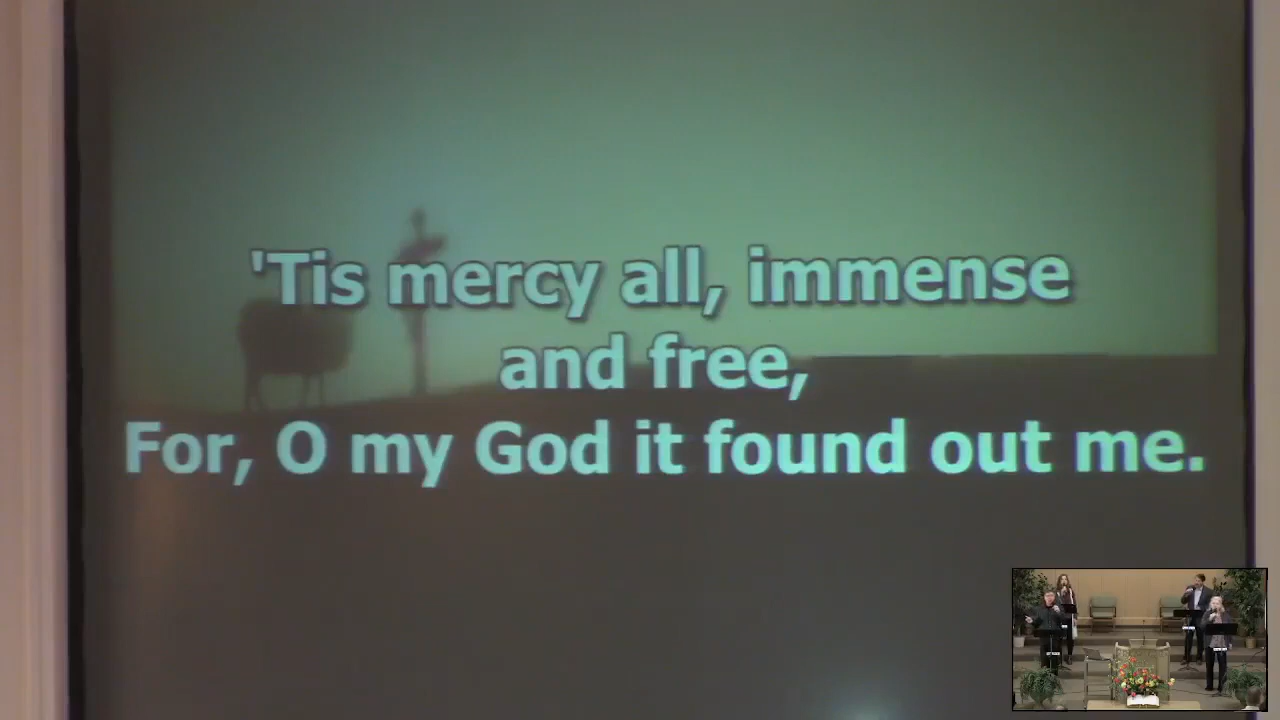 'Tis mercy all, immense
and free,
For, O my God it found out me.